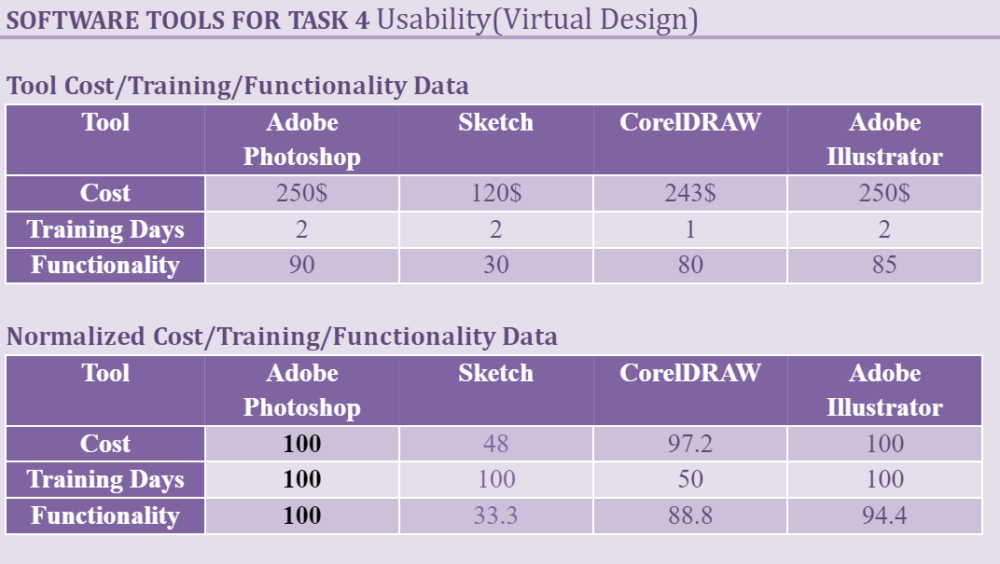 SOFTWARE TOOLS FOR TASK 4 Usability(Virtual Design)
Tool Cost/Training/Functionality Data
Tool Adobe Photoshop Sketch CorelDRAW Adobe Illustrator
Cost 250$ 120$ 243$ 250$
Training Days 2 2 1 2
Functionality 90 30 80 85
Normalized Cost/Training/Functionality Data
Tool Adobe Photoshop Sketch CorelDRAW Adobe Illustrator
Cost 100 48 97.2 100
Training Days 100 100 50 100
Functionality 100 33.3 88.8 94.4